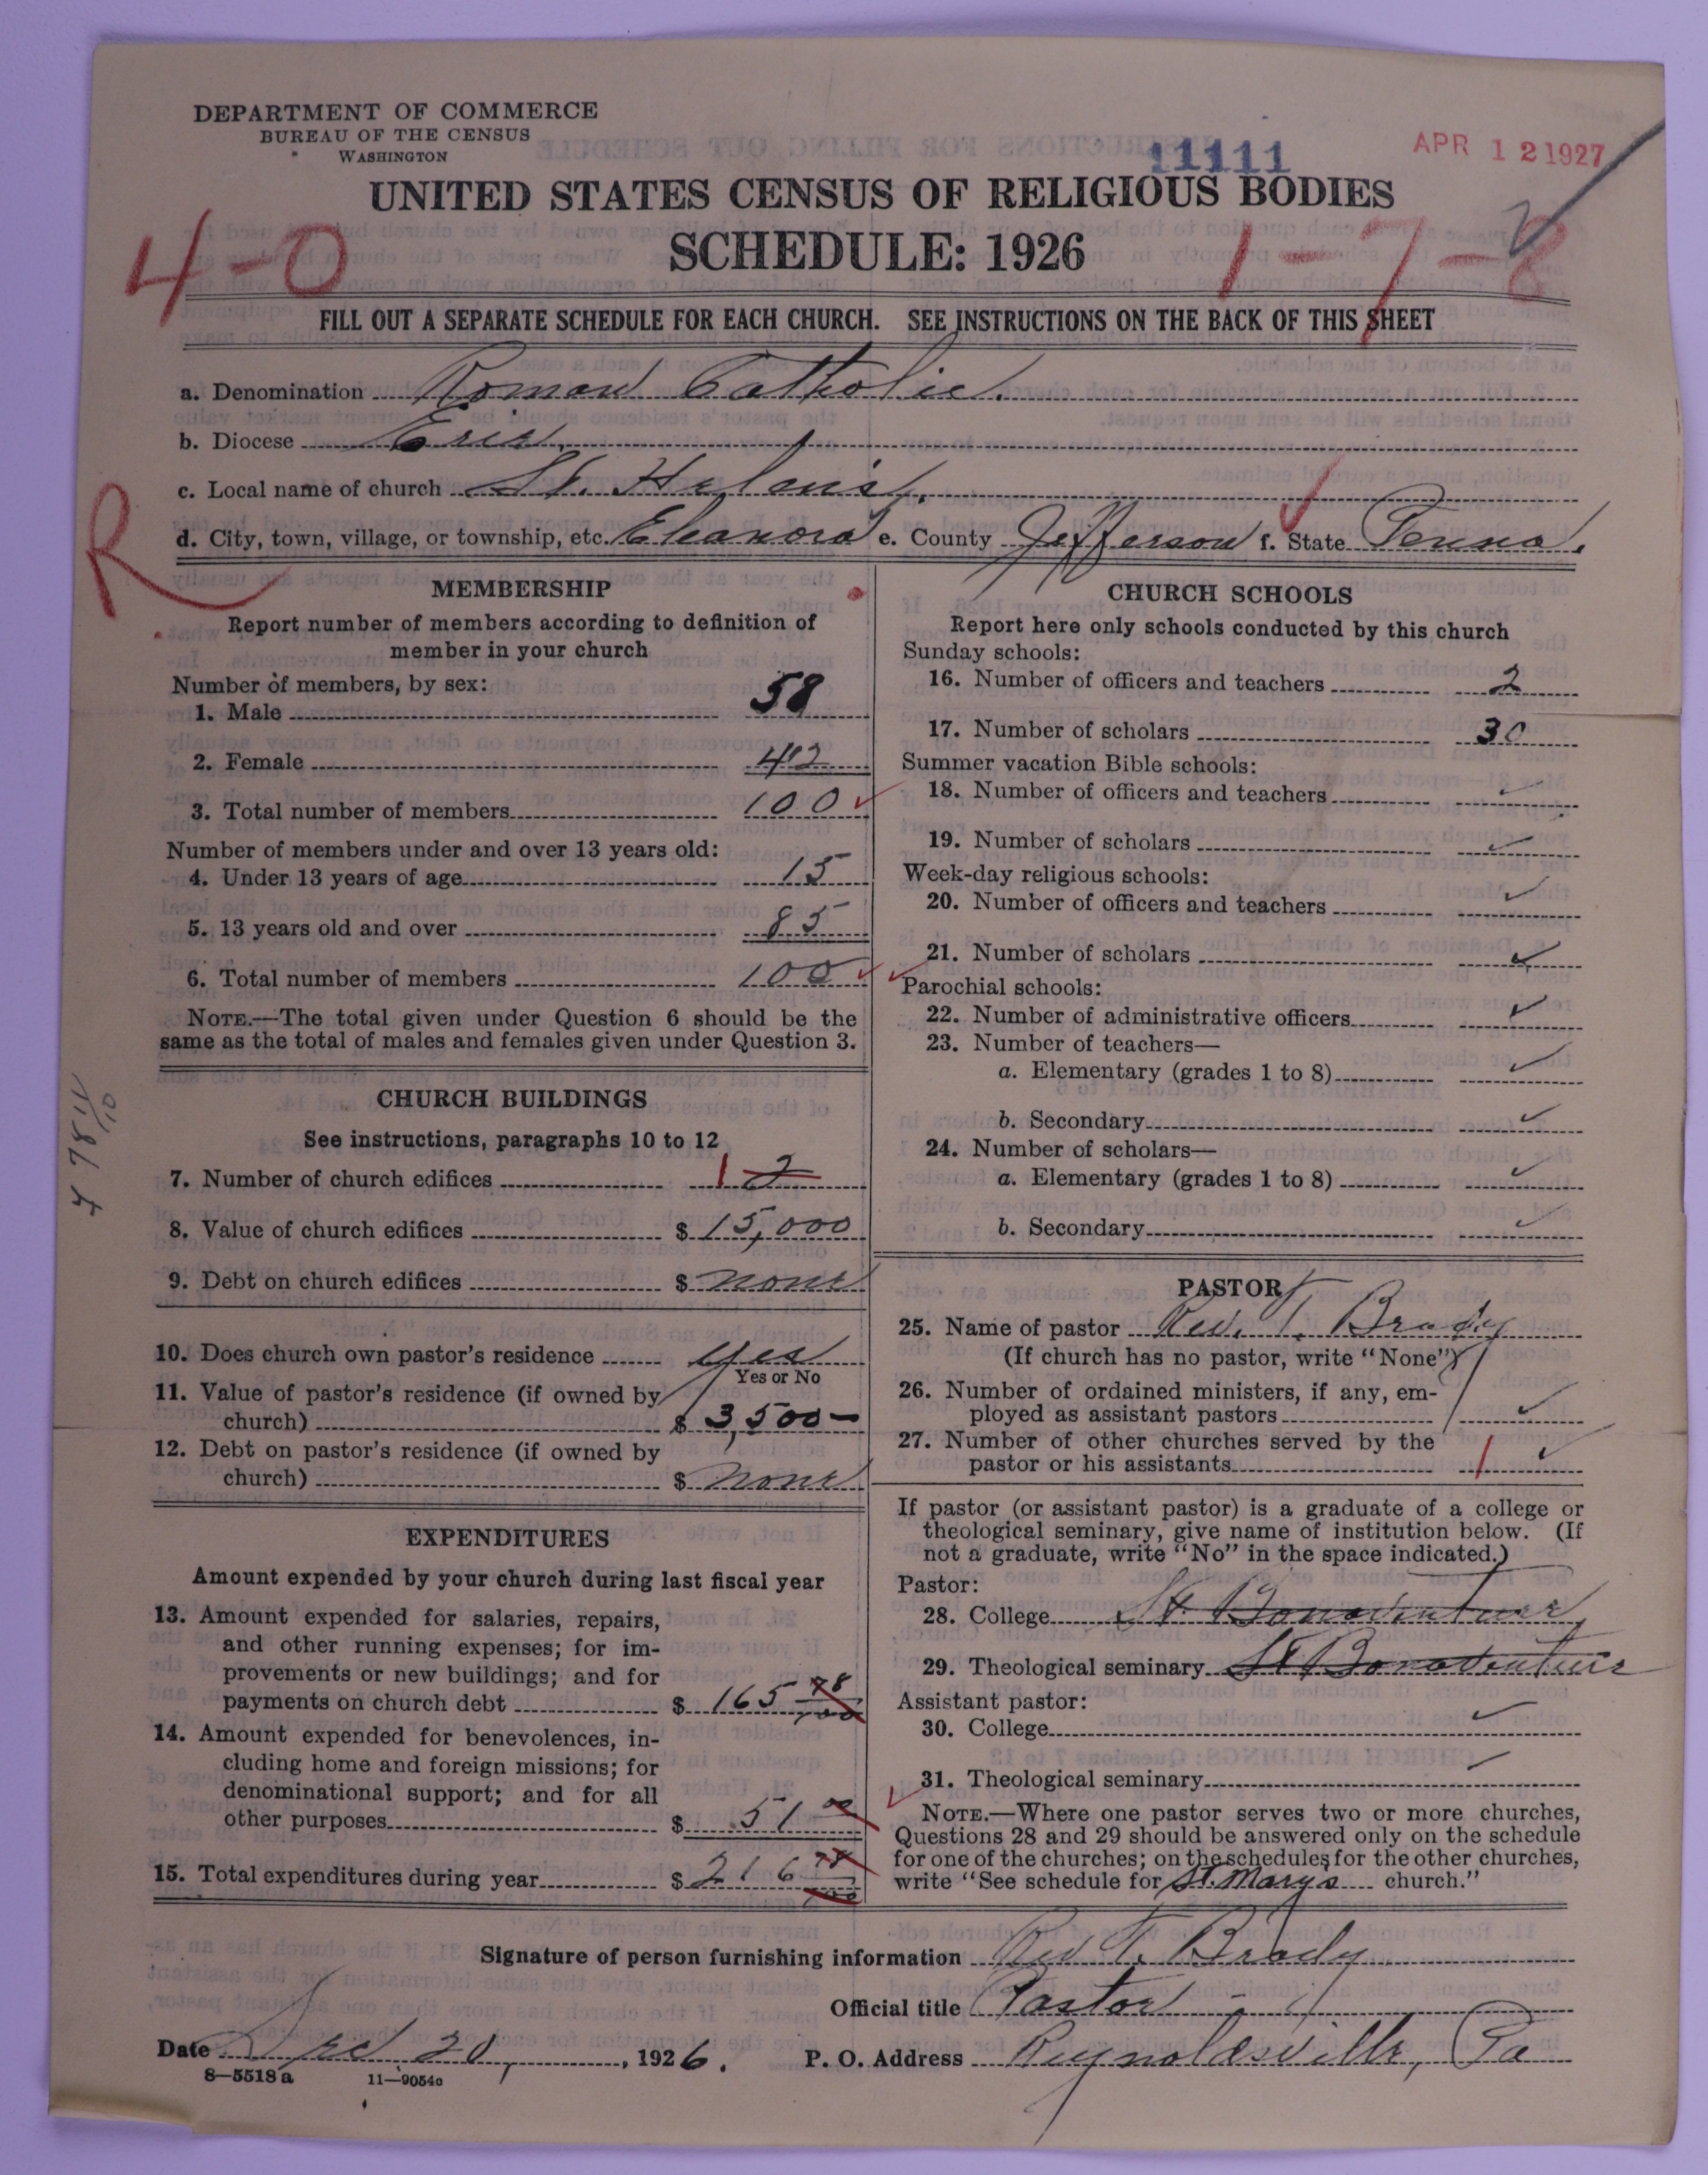 DEPARTMENT OF COMMERCE
BUREAU OF THE CENSUS
WASHINGTON
11111
APR 12 1927
UNITED STATES CENSUS OF RELIGIOUS BODIES
4-0
SCHEDULE: 1926
1-7-8
FILL OUT A SEPARATE SCHEDULE FOR EACH CHURCH. SEE INSTRUCTIONS ON THE BACK OF THIS SHEET
a. Denomination Roman Catholic.
b. Diocese Erie,
c. Local name of church St. Helen's,
d. City, town, village, or township, etc. Eleanora e. County Jefferson f. State Penna.
R
MEMBERSHIP
Report number of members according to definition of
member in your church
Number of members, by sex:
1. Male 58
2. Female 42
3. Total number of members 100
Number of members under and over 13 years old:
4. Under 13 years of age 15
5. 13 years old and over 85
6. Total number of members 100
NOTE.—The total given under Question 6 should be the
same as the total of males and females given under Question 3.
CHURCH BUILDINGS
See instructions, paragraphs 10 to 12
7. Number of church edifices 1 2
8. Value of church edifices $ 15,000
9. Debt on church edifices $ none
10. Does church own pastor's residence Yes
Yes or No
11. Value of pastor's residence (if owned by
church) $ 3,500—
12. Debt on pastor's residence (if owned by
church) $ none
EXPENDITURES
Amount expended by your church during last fiscal year
13. Amount expended for salaries, repairs,
and other running expenses; for im-
provements or new buildings; and for
payments on church debt $ 165 78/100
14. Amount expended for benevolences, in-
cluding home and foreign missions; for
denominational support; and for all
other purposes $ 51 00
15. Total expenditures during year $ 216 78/100
CHURCH SCHOOLS
Report here only schools conducted by this church
Sunday schools:
16. Number of officers and teachers 2
17. Number of scholars 30
Summer vacation Bible schools:
18. Number of officers and teachers
19. Number of scholars
Week-day religious schools:
20. Number of officers and teachers
21. Number of scholars
Parochial schools:
22. Number of administrative officers
23. Number of teachers—
a. Elementary (grades 1 to 8)
b. Secondary
24. Number of scholars—
a. Elementary (grades 1 to 8)
b. Secondary
PASTOR
25. Name of pastor Rev. T. Brady
(If church has no pastor, write "None")
26. Number of ordained ministers, if any, em-
ployed as assistant pastors
27. Number of other churches served by the
pastor or his assistants 1
If pastor (or assistant pastor) is a graduate of a college or
theological seminary, give name of institution below. (If
not a graduate, write "No" in the space indicated.)
Pastor:
28. College St. Bonaventure
29. Theological seminary St Bonaventure
Assistant pastor:
30. College
31. Theological seminary
NOTE.—Where one pastor serves two or more churches,
Questions 28 and 29 should be answered only on the schedule
for one of the churches; on the schedules for the other churches,
write "See schedule for St. Mary's church."
Signature of person furnishing information Rev T. Brady
Official title Pastor
Date Dec 20, 1926. P. O. Address Reynoldsville, Pa
8—5518 a 11—9054c